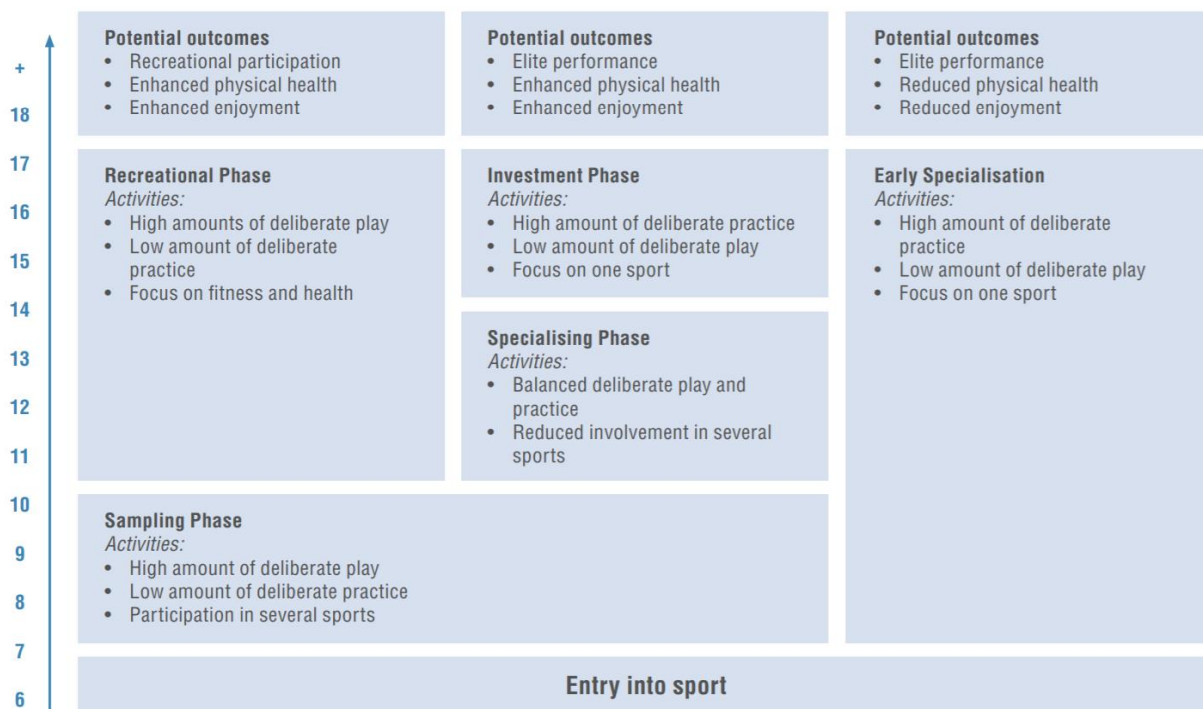 Potential outcomes
• Recreational participation
• Enhanced physical health
• Enhanced enjoyment
Potential outcomes
• Elite performance
• Enhanced physical health
• Enhanced enjoyment
Potential outcomes
• Elite performance
• Reduced physical health
• Reduced enjoyment
Recreational Phase
Activities:
• High amounts of deliberate play
• Low amount of deliberate
practice
• Focus on fitness and health
Investment Phase
Activities:
• High amount of deliberate practice
• Low amount of deliberate play
• Focus on one sport
Early Specialisation
Activities:
• High amount of deliberate
practice
• Low amount of deliberate play
• Focus on one sport
Specialising Phase
Activities:
• Balanced deliberate play and
practice
• Reduced involvement in several
sports
Sampling Phase
Activities:
• High amount of deliberate play
• Low amount of deliberate practice
• Participation in several sports
Entry into sport
+
18
17
16
15
14
13
12
11
10
9
8
7
6